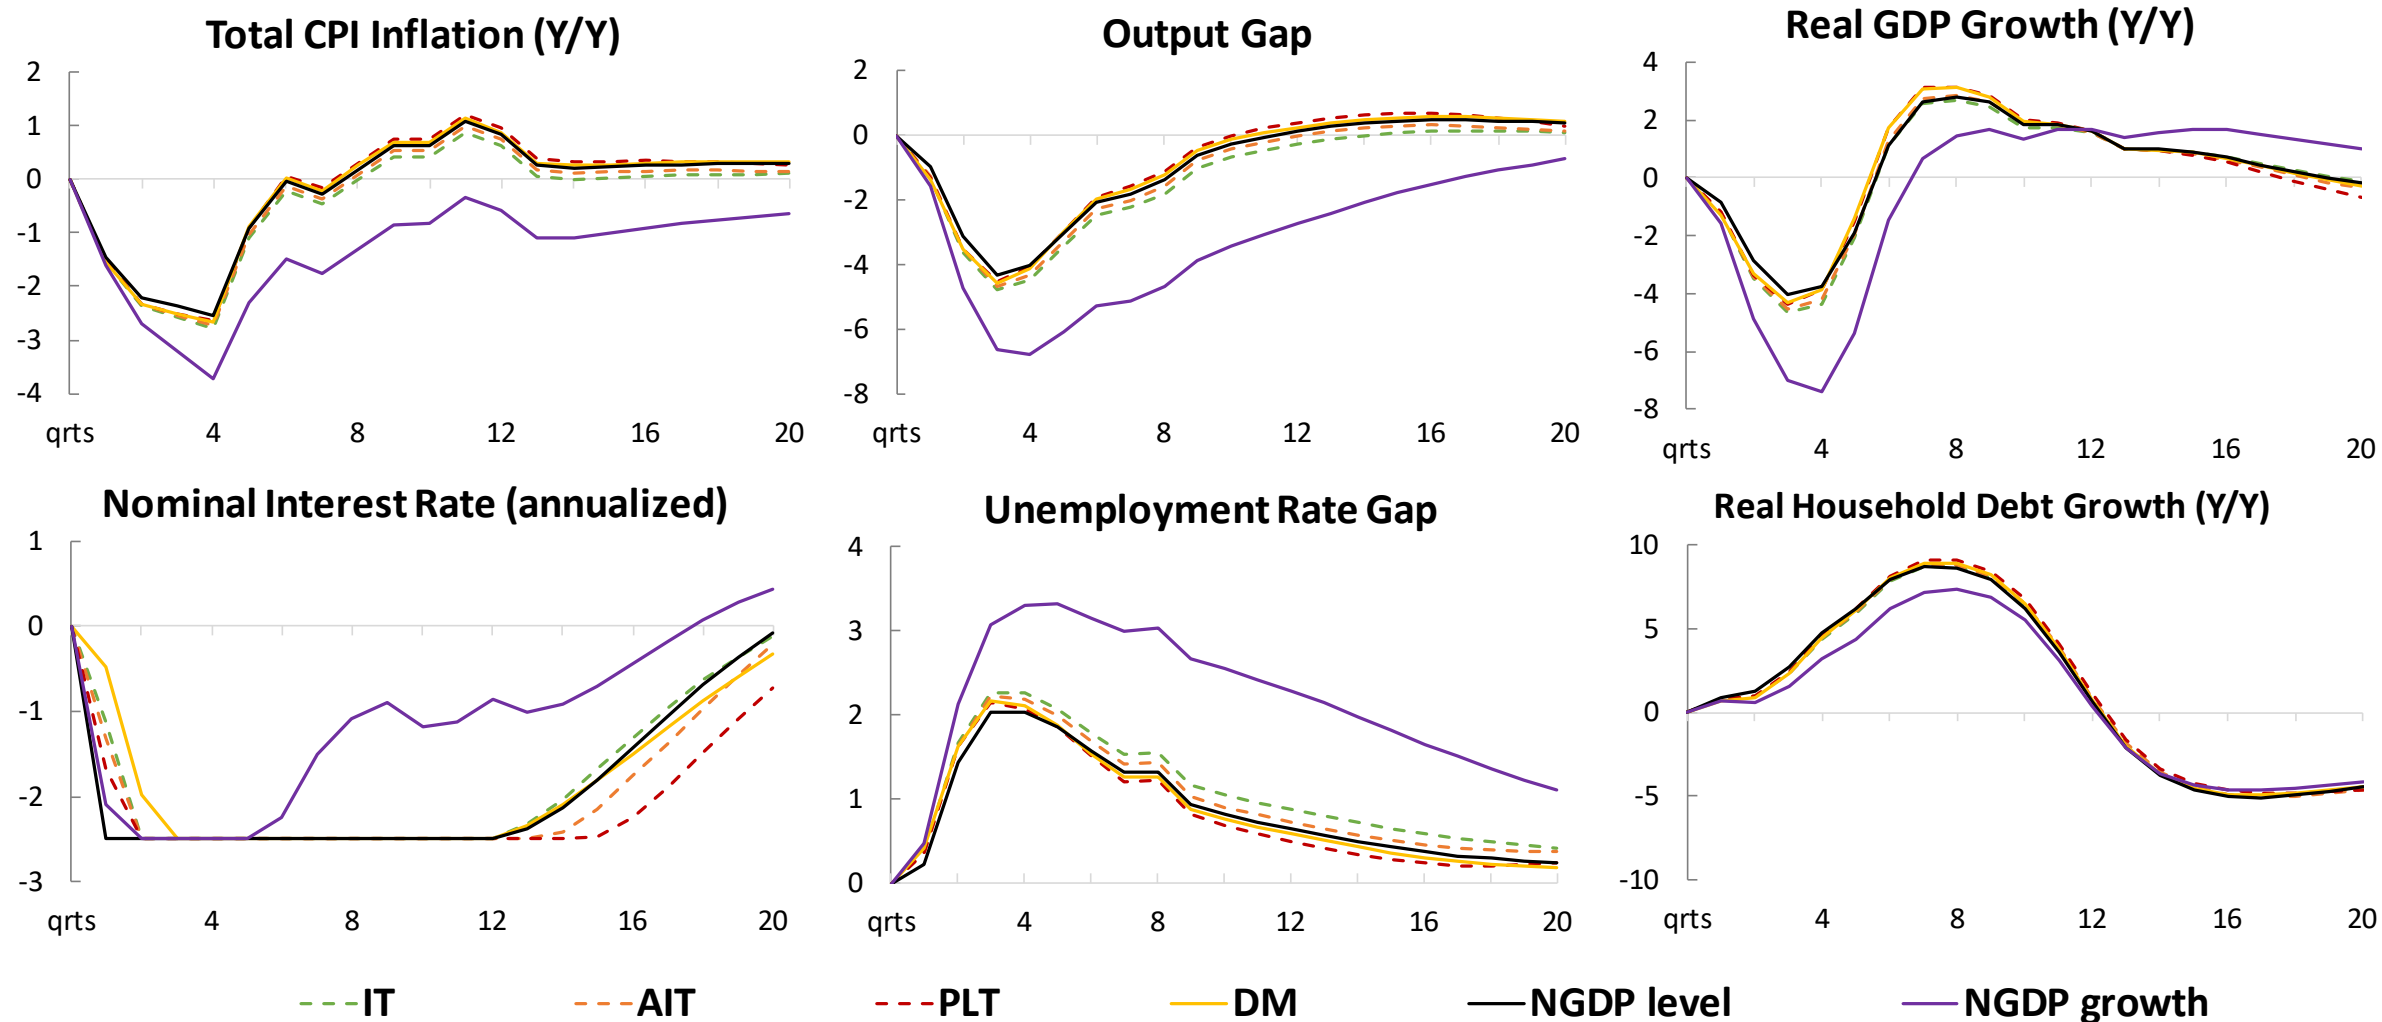 Total CPI Inflation (Y/Y)
2
1
0
-1
-2
-3
-4
qrts 4 8 12 16 20
Output Gap
2
0
-2
-4
-6
-8
qrts 4 8 12 16 20
Real GDP Growth (Y/Y)
4
2
0
-2
-4
-6
-8
qrts 4 8 12 16 20
Nominal Interest Rate (annualized)
1
0
-1
-2
-3
qrts 4 8 12 16 20
Unemployment Rate Gap
4
3
2
1
0
qrts 4 8 12 16 20
Real Household Debt Growth (Y/Y)
10
5
0
-5
-10
qrts 4 8 12 16 20
IT AIT PLT DM NGDP level NGDP growth